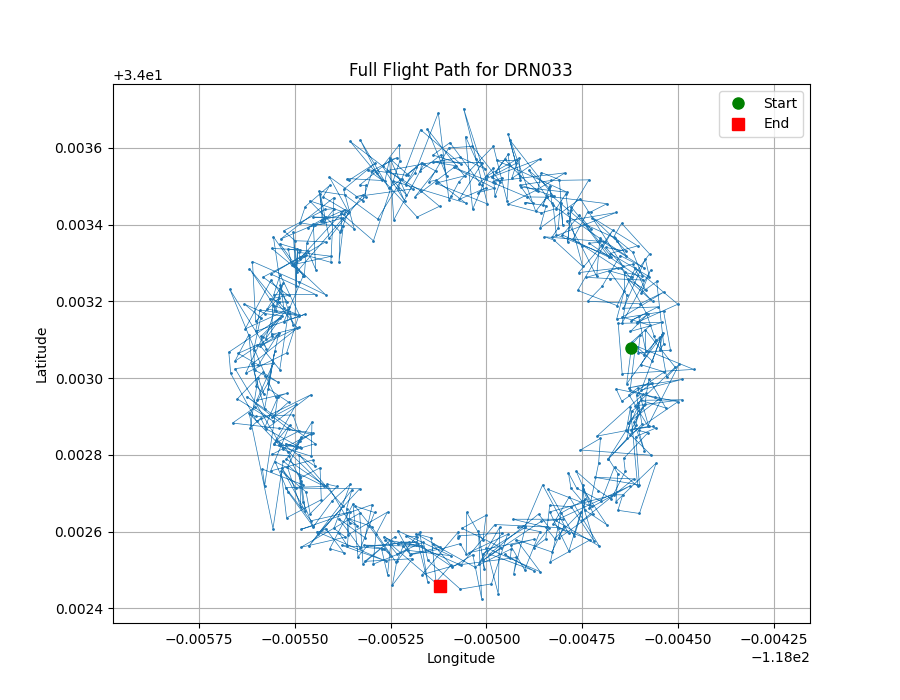 Full Flight Path for DRN033
+3.4e1
Start
End
0.0036
0.0034
0.0032
0.0030
0.0028
0.0026
0.0024
Latitude
−0.00575
−0.00550
−0.00525
−0.00500
−0.00475
−0.00450
−0.00425
Longitude
−1.18e2